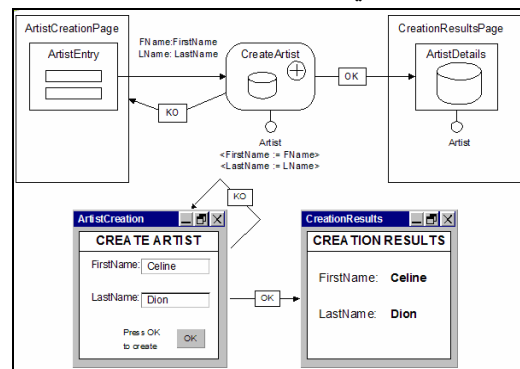 ArtistCreationPage
ArtistEntry
FName:FirstName
LName: LastName
KO
CreateArtist
OK
CreationResultsPage
ArtistDetails
Artist
Artist
<FirstName := FName>
<LastName := LName>
KO
ArtistCreation
CREATE ARTIST
FirstName: Celine
LastName: Dion
Press OK
to create
OK
OK
CreationResults
CREATION RESULTS
FirstName: Celine
LastName: Dion